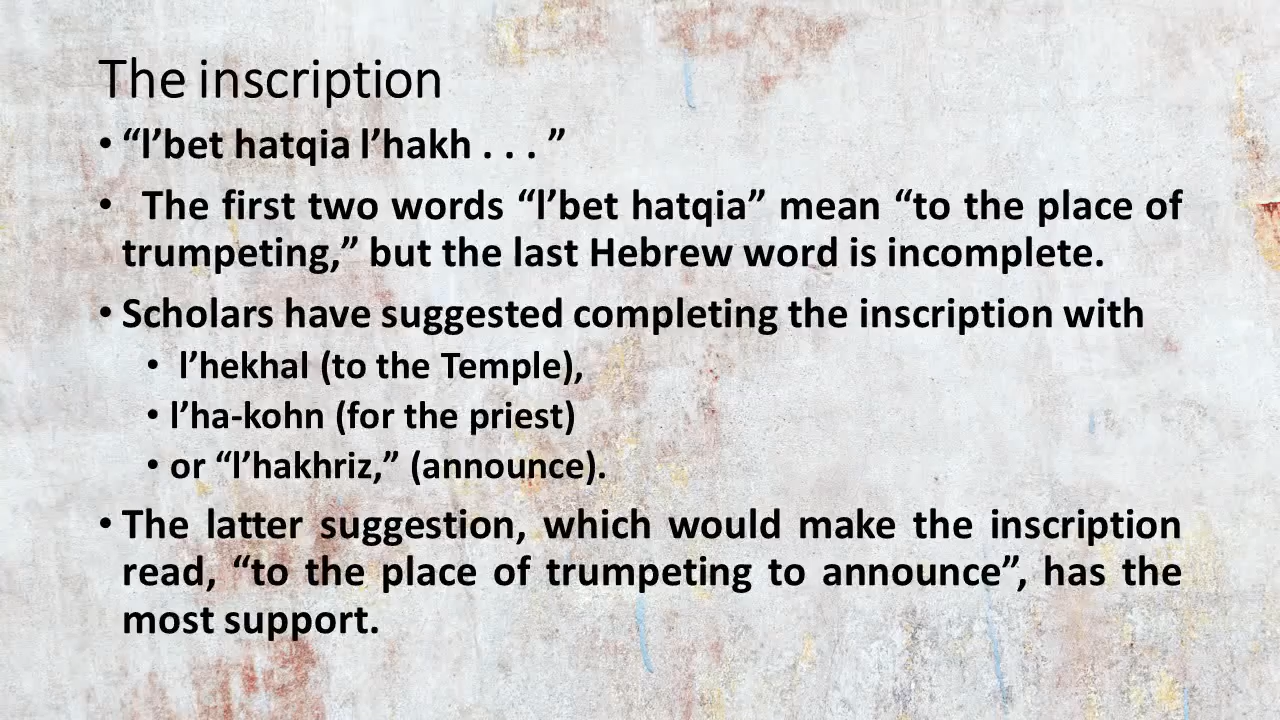 The inscription
• “l’bet hatqia l’hakh . . . ”
• The first two words “l’bet hatqia” mean “to the place of
trumpeting,” but the last Hebrew word is incomplete.
• Scholars have suggested completing the inscription with
• l’hekhal (to the Temple),
• l’ha-kohn (for the priest)
• or “l’hakhriz,” (announce).
• The latter suggestion, which would make the inscription
read, “to the place of trumpeting to announce”, has the
most support.